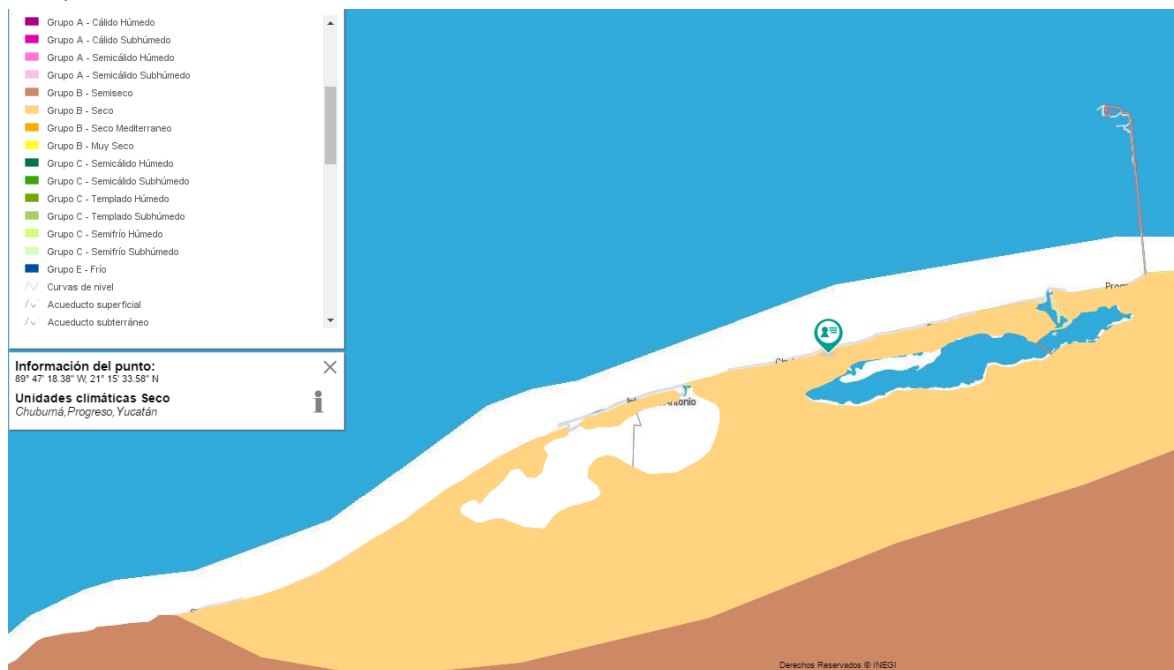 Grupo A - Cálido Húmedo
Grupo A - Cálido Subhúmedo
Grupo A - Semicálido Húmedo
Grupo A - Semicálido Subhúmedo
Grupo B - Semiseco
Grupo B - Seco
Grupo B - Seco Mediterraneo
Grupo B - Muy Seco
Grupo C - Semicálido Húmedo
Grupo C - Semicálido Subhúmedo
Grupo C - Templado Húmedo
Grupo C - Templado Subhúmedo
Grupo C - Semifrío Húmedo
Grupo C - Semifrío Subhúmedo
Grupo E - Frío
Curvas de nivel
Acueducto superficial
Acueducto subterráneo
Información del punto:
89° 47' 18.38" W, 21° 15' 33.58" N
Unidades climáticas Seco
Chuburná,Progreso,Yucatán
Derechos Reservados © INEGI